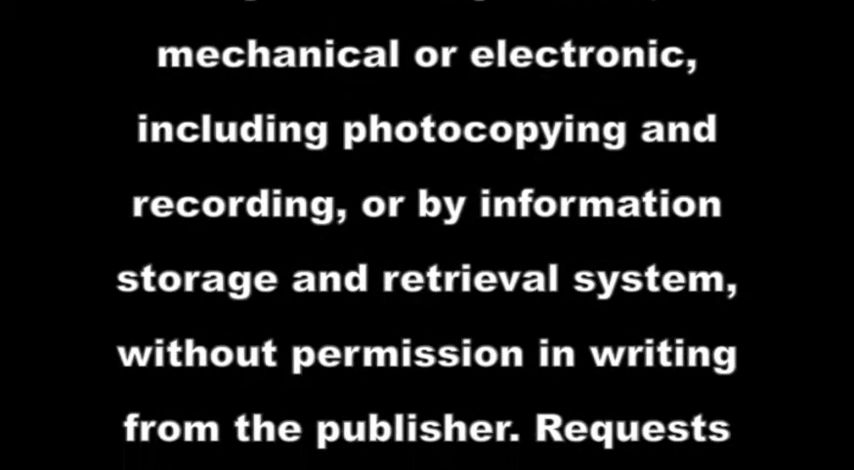 mechanical or electronic,
including photocopying and
recording, or by information
storage and retrieval system,
without permission in writing
from the publisher. Requests